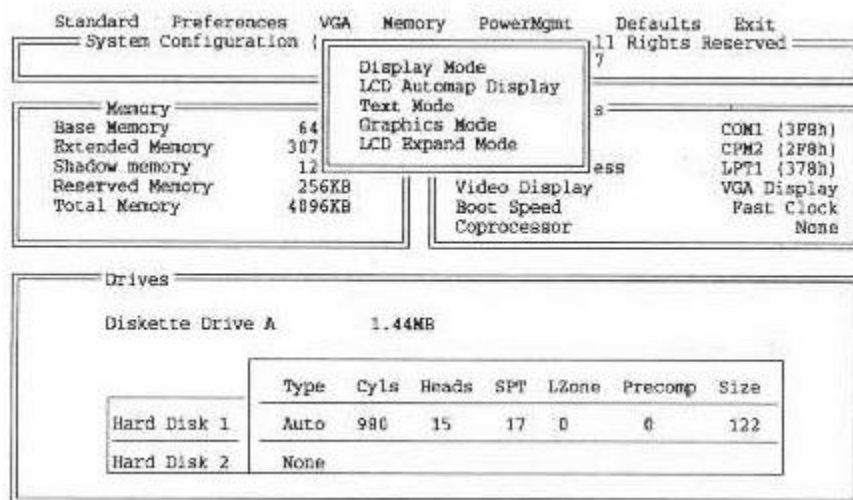 Standard Preferences VGA Memory PowerMgmt Defaults Exit
System Configuration ( ll Rights Reserved
7
Display Mode
LCD Automap Display
Text Mode
Graphics Mode
LCD Expand Mode
Memory s
Base Memory 64 COM1 (3F8h)
Extended Memory 307 CPM2 (2F8h)
Shadow memory 12 ess LPT1 (378h)
Reserved Memory 256KB Video Display VGA Display
Total Memory 4096KB Boot Speed Fast Clock
Coprocessor None
Drives
Diskette Drive A 1.44MB
Type Cyls Heads SPT LZone Precomp Size
Hard Disk 1 Auto 980 15 17 0 0 122
Hard Disk 2 None